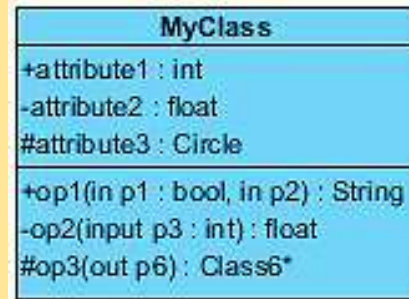 MyClass
+attribute1 : int
-attribute2 : float
#attribute3 : Circle
+op1(in p1 : bool, in p2) : String
-op2(input p3 : int) : float
#op3(out p6) : Class6*